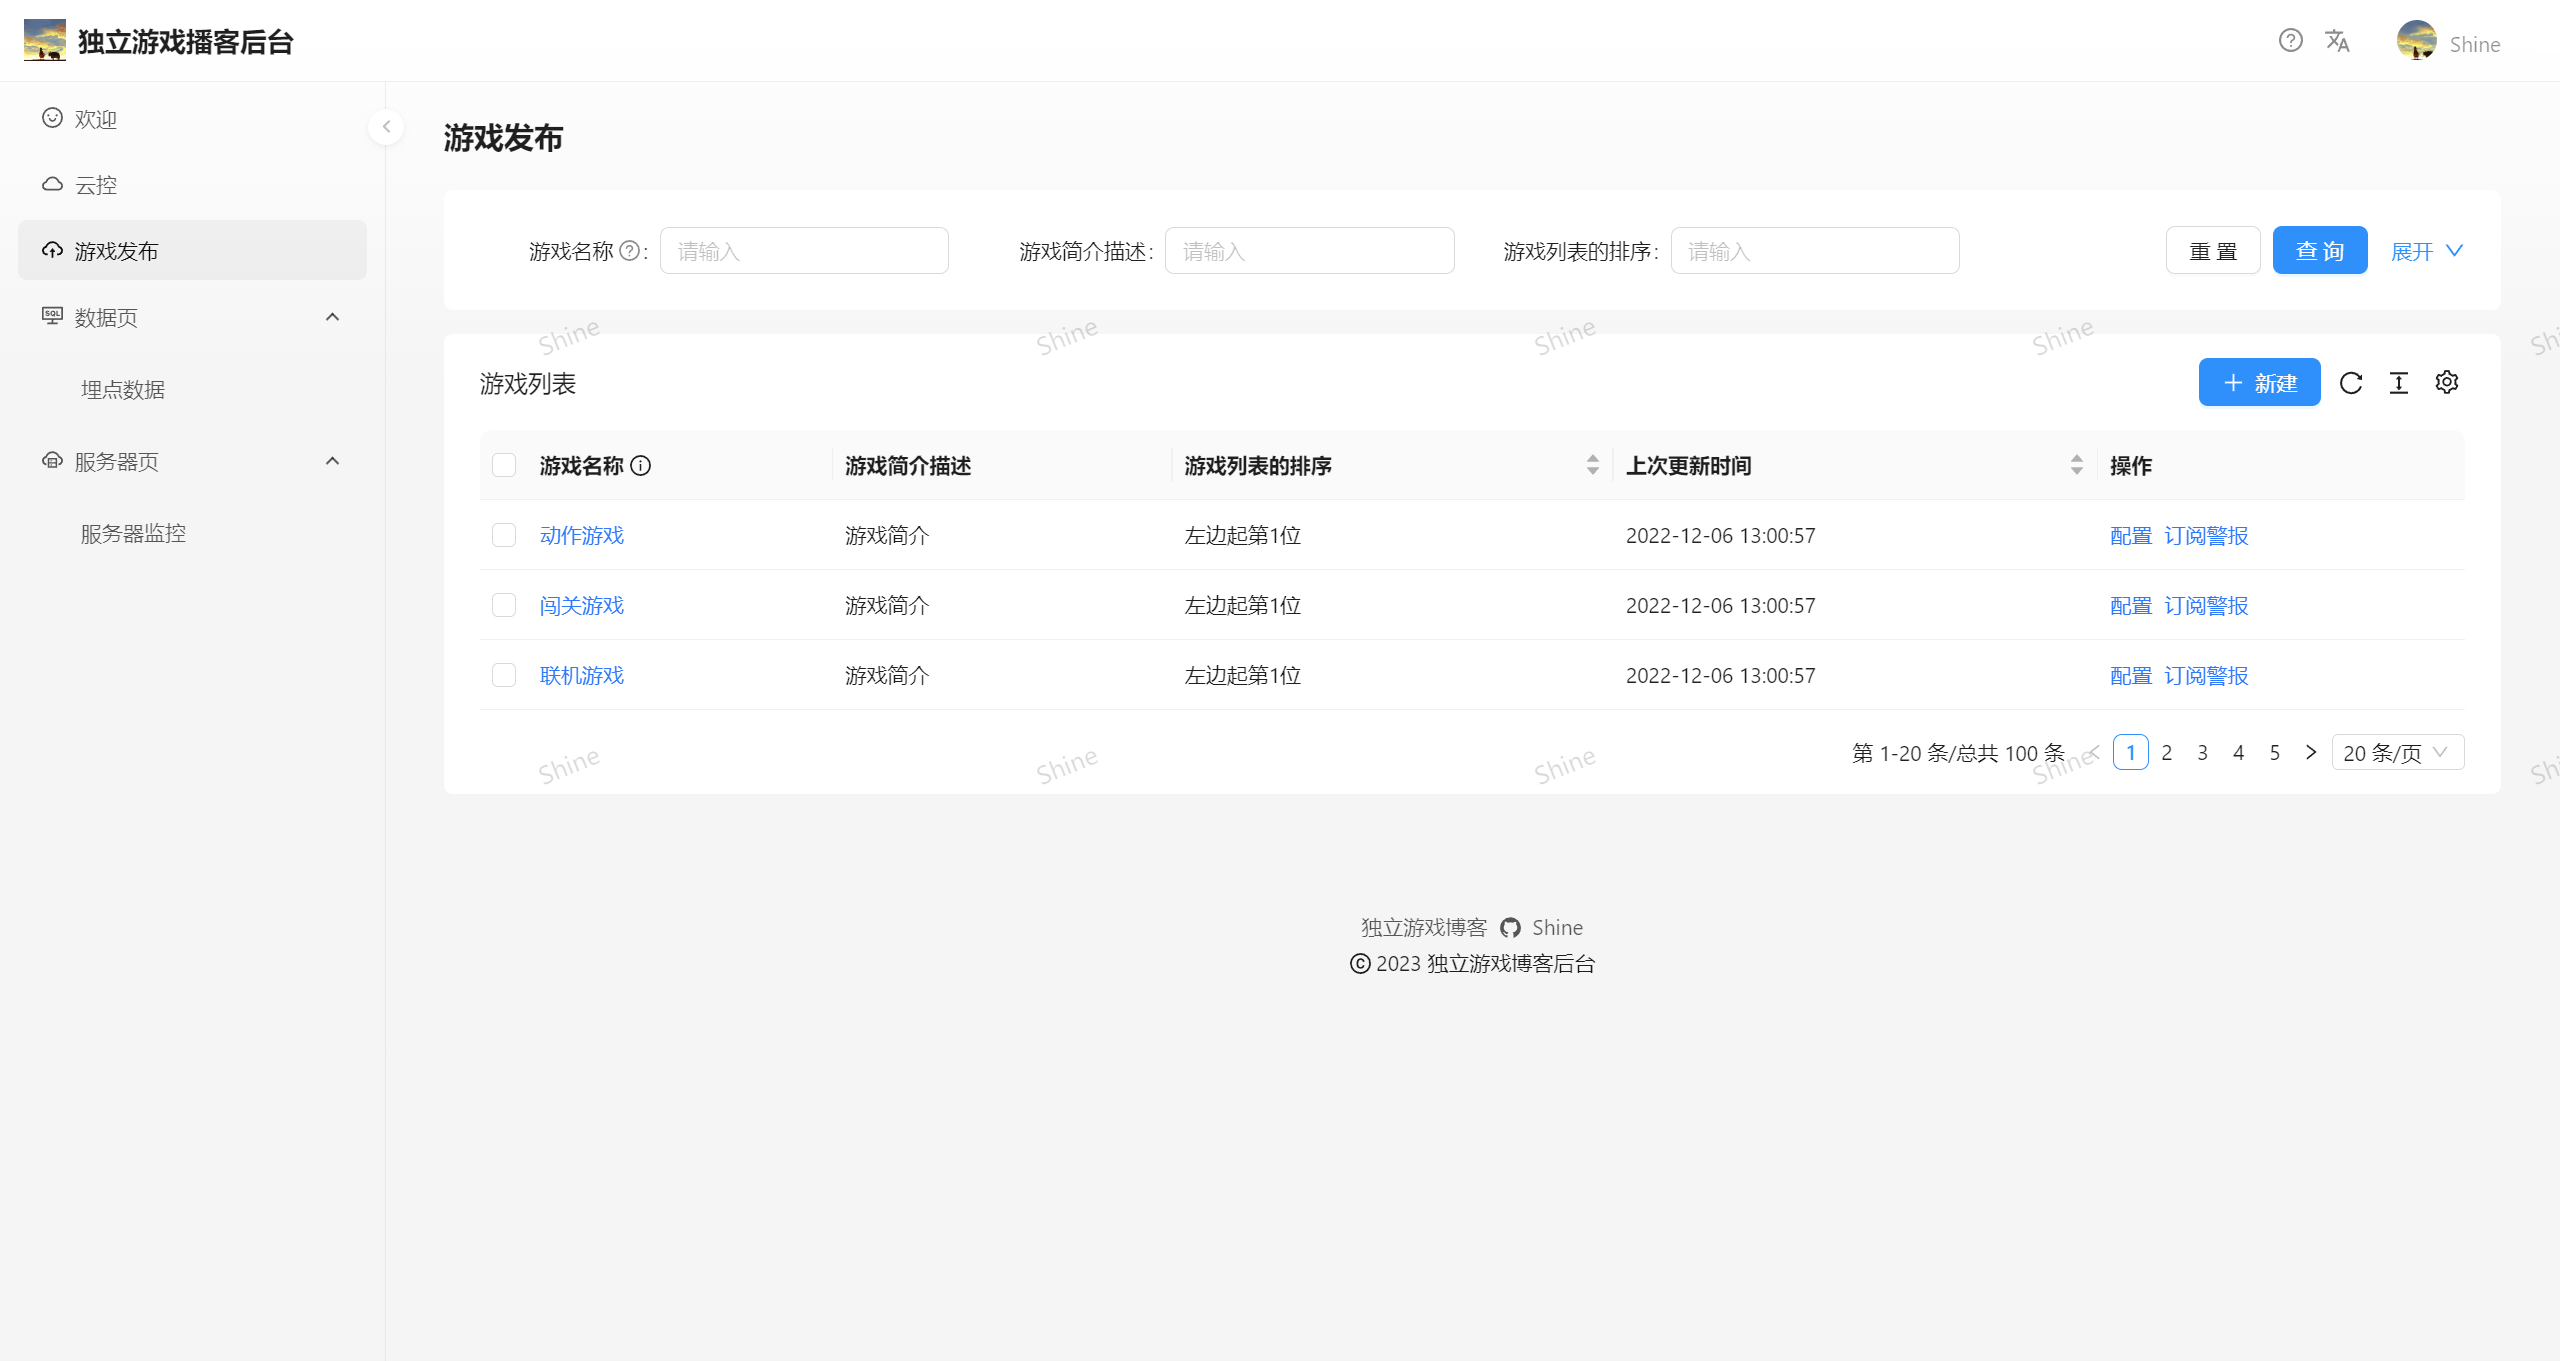 独立游戏播客后台
Shine
欢迎
云控
游戏发布
数据页
埋点数据
服务器页
服务器监控
游戏发布
游戏名称 : 请输入 游戏简介描述: 请输入 游戏列表的排序: 请输入 重 置 查 询 展开
Shine Shine Shine Shine Shi
游戏列表 新建
游戏名称 游戏简介描述 游戏列表的排序 上次更新时间 操作
动作游戏 游戏简介 左边起第1位 2022-12-06 13:00:57 配置 订阅警报
闯关游戏 游戏简介 左边起第1位 2022-12-06 13:00:57 配置 订阅警报
联机游戏 游戏简介 左边起第1位 2022-12-06 13:00:57 配置 订阅警报
第 1-20 条/总共 100 条 < 1 2 3 4 5 > 20 条/页
Shine Shine Shine Shine Shi
独立游戏博客 Shine
© 2023 独立游戏博客后台